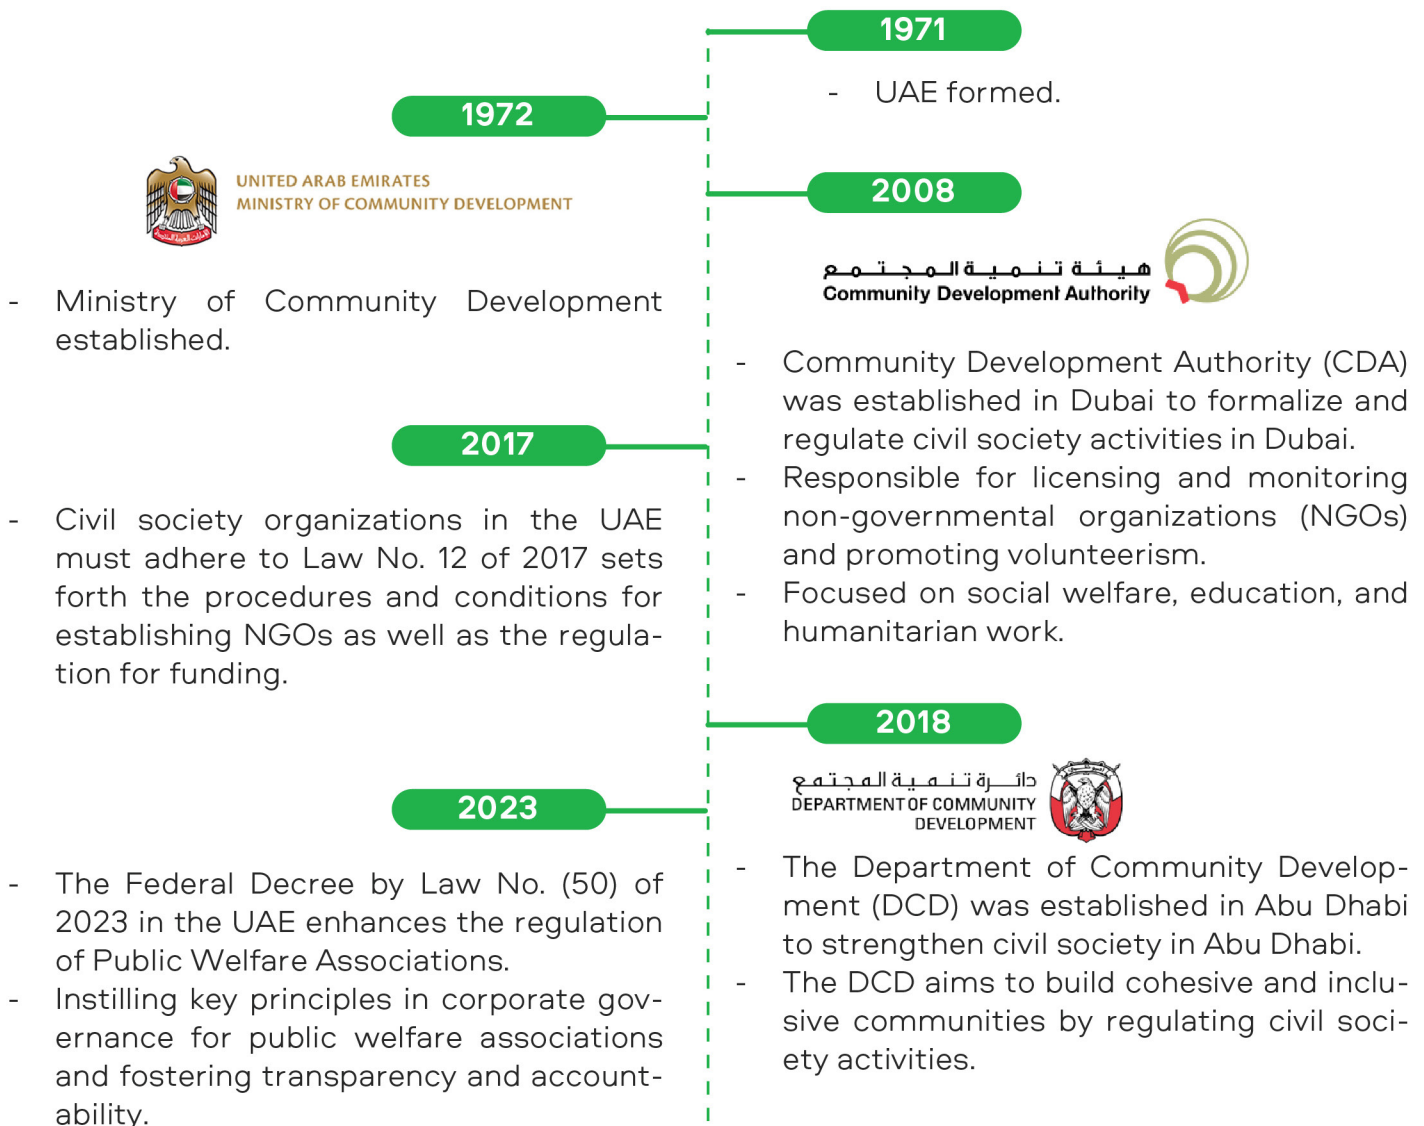 1971
- UAE formed.
1972
UNITED ARAB EMIRATES
MINISTRY OF COMMUNITY DEVELOPMENT
- Ministry of Community Development
established.
2008
هيئة تنمية المجتمع
Community Development Authority
- Community Development Authority (CDA)
was established in Dubai to formalize and
regulate civil society activities in Dubai.
- Responsible for licensing and monitoring
non-governmental organizations (NGOs)
and promoting volunteerism.
- Focused on social welfare, education, and
humanitarian work.
2017
- Civil society organizations in the UAE
must adhere to Law No. 12 of 2017 sets
forth the procedures and conditions for
establishing NGOs as well as the regula-
tion for funding.
2018
دائرة تنمية المجتمع
DEPARTMENT OF COMMUNITY
DEVELOPMENT
- The Department of Community Develop-
ment (DCD) was established in Abu Dhabi
to strengthen civil society in Abu Dhabi.
- The DCD aims to build cohesive and inclu-
sive communities by regulating civil soci-
ety activities.
2023
- The Federal Decree by Law No. (50) of
2023 in the UAE enhances the regulation
of Public Welfare Associations.
- Instilling key principles in corporate gov-
ernance for public welfare associations
and fostering transparency and account-
ability.